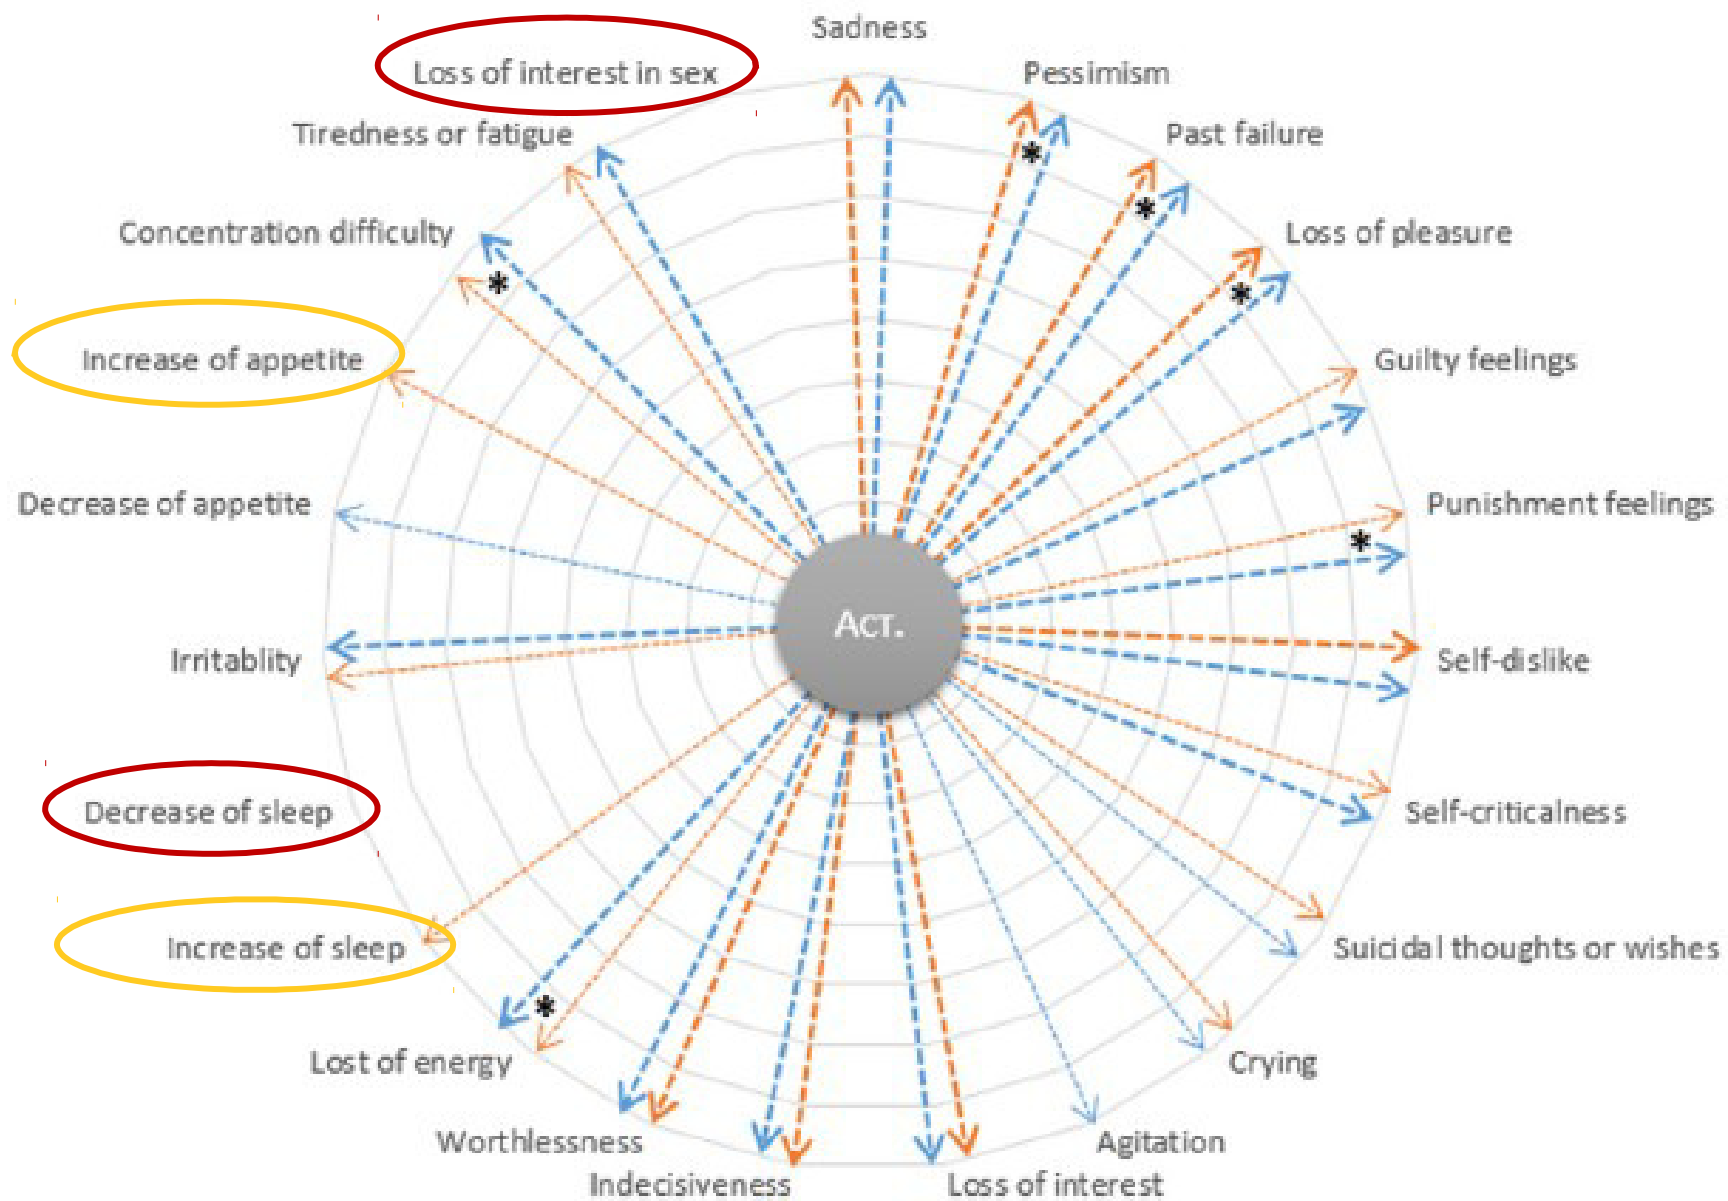 Sadness
Loss of interest in sex
Pessimism
Tiredness or fatigue
Past failure
*
*
Concentration difficulty
Loss of pleasure
*
*
Increase of appetite
Guilty feelings
Decrease of appetite
Punishment feelings
*
ACT.
Irritablity
Self-dislike
Decrease of sleep
Self-criticalness
Increase of sleep
Suicidal thoughts or wishes
*
Lost of energy
Crying
Worthlessness
Agitation
Indecisiveness
Loss of interest